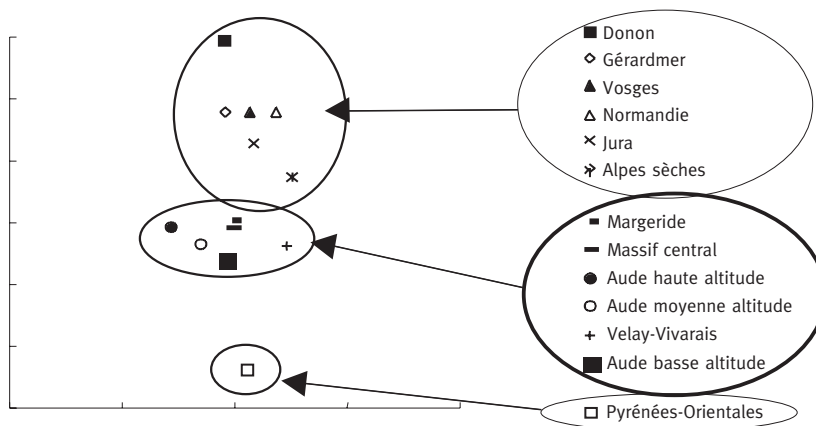 Donon
Gérardmer
Vosges
Normandie
Jura
Alpes sèches
Margeride
Massif central
Aude haute altitude
Aude moyenne altitude
Velay-Vivarais
Aude basse altitude
Pyrénées-Orientales